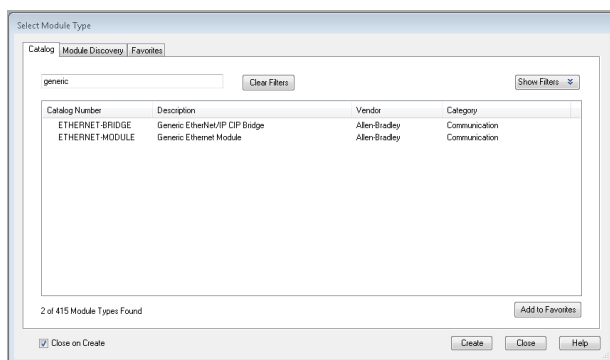 Select Module Type
Catalog Module Discovery Favorites
generic Clear Filters Show Filters
Catalog Number Description Vendor Category
ETHERNET-BRIDGE Generic EtherNet/IP CIP Bridge Allen-Bradley Communication
ETHERNET-MODULE Generic Ethernet Module Allen-Bradley Communication
2 of 415 Module Types Found Add to Favorites
Close on Create Create Close Help